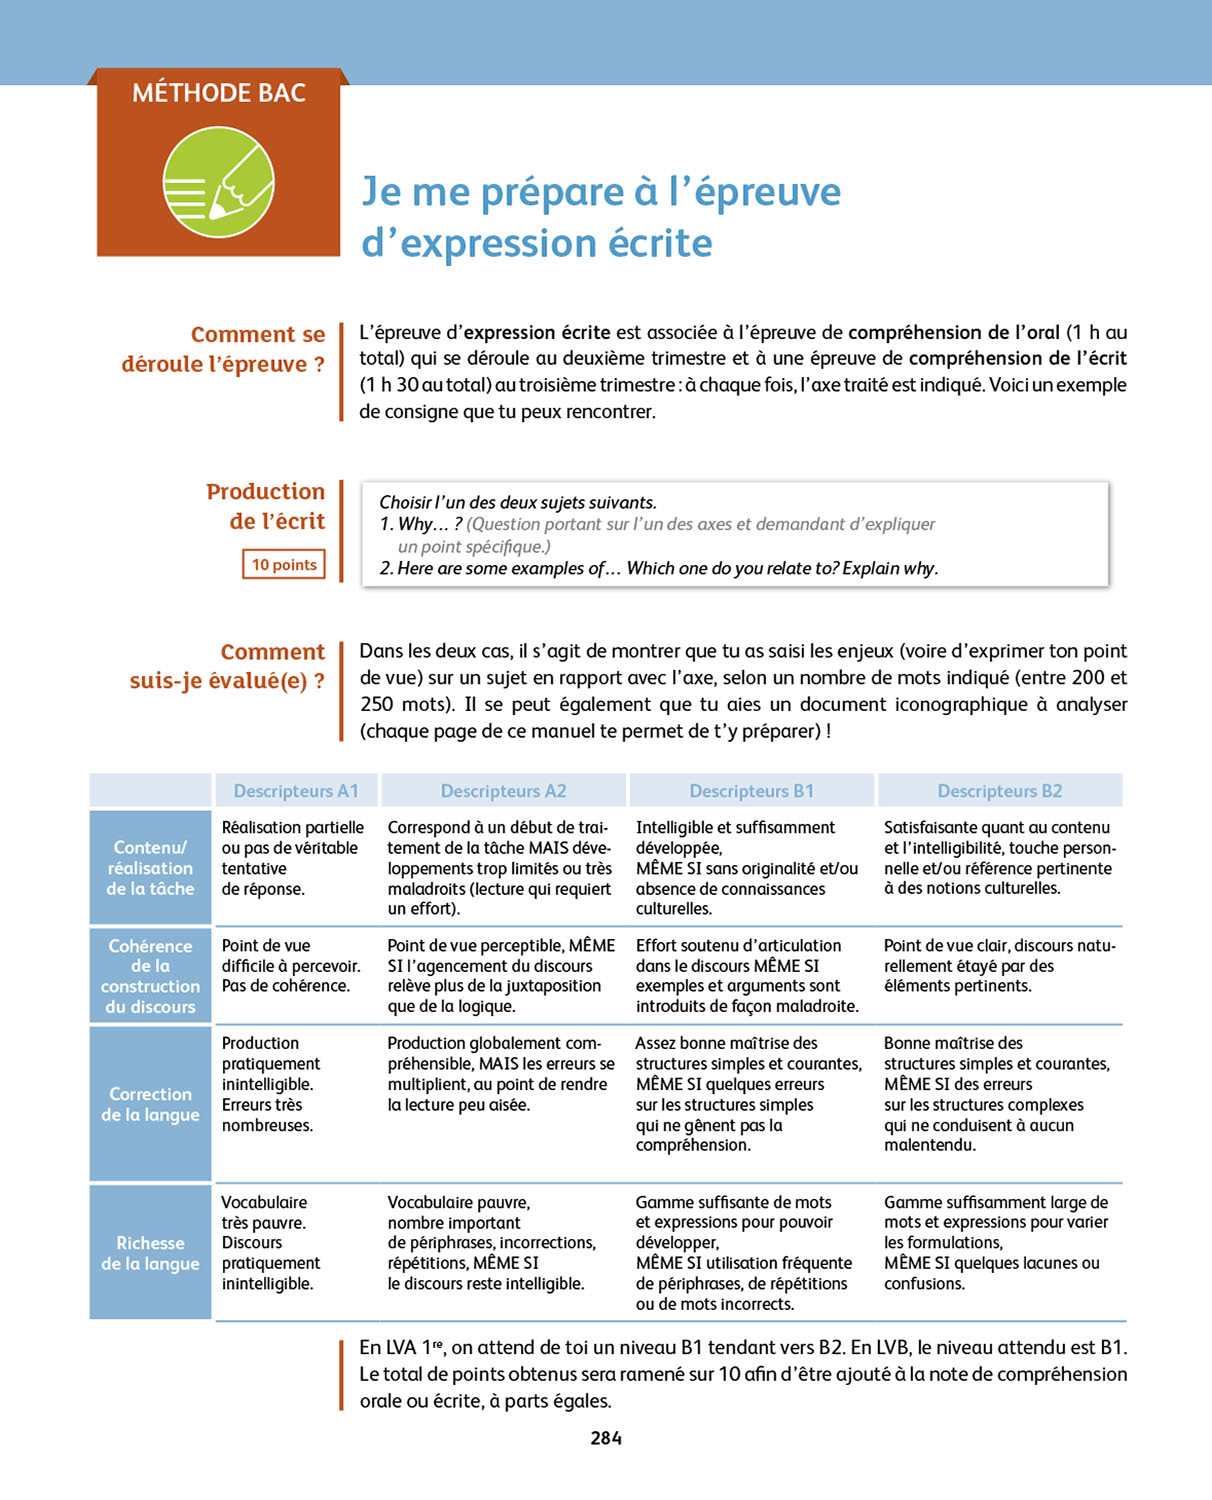 MÉTHODE BAC
Je me prépare à l'épreuve
d'expression écrite
Comment se
déroule l'épreuve ?
L'épreuve d'expression écrite est associée à l'épreuve de compréhension de l'oral (1 h au
total) qui se déroule au deuxième trimestre et à une épreuve de compréhension de l'écrit
(1 h 30 au total) au troisième trimestre : à chaque fois, l'axe traité est indiqué. Voici un exemple
de consigne que tu peux rencontrer.
Production
de l'écrit
10 points
Choisir l'un des deux sujets suivants.
1. Why… ? (Question portant sur l'un des axes et demandant d'expliquer
un point spécifique.)
2. Here are some examples of… Which one do you relate to? Explain why.
Comment
suis-je évalué(e) ?
Dans les deux cas, il s'agit de montrer que tu as saisi les enjeux (voire d'exprimer ton point
de vue) sur un sujet en rapport avec l'axe, selon un nombre de mots indiqué (entre 200 et
250 mots). Il se peut également que tu aies un document iconographique à analyser
(chaque page de ce manuel te permet de t'y préparer) !
Descripteurs A1
Descripteurs A2
Descripteurs B1
Descripteurs B2
Contenu/
réalisation
de la tâche
Réalisation partielle
ou pas de véritable
tentative
de réponse.
Correspond à un début de trai-
tement de la tâche MAIS déve-
loppements trop limités ou très
maladroits (lecture qui requiert
un effort).
Intelligible et suffisamment
développée,
MÊME SI sans originalité et/ou
absence de connaissances
culturelles.
Satisfaisante quant au contenu
et l'intelligibilité, touche person-
nelle et/ou référence pertinente
à des notions culturelles.
Cohérence
de la
construction
du discours
Point de vue
difficile à percevoir.
Pas de cohérence.
Point de vue perceptible, MÊME
SI l'agencement du discours
relève plus de la juxtaposition
que de la logique.
Effort soutenu d'articulation
dans le discours MÊME SI
exemples et arguments sont
introduits de façon maladroite.
Point de vue clair, discours natu-
rellement étayé par des
éléments pertinents.
Correction
de la langue
Production
pratiquement
inintelligible.
Erreurs très
nombreuses.
Production globalement com-
préhensible, MAIS les erreurs se
multiplient, au point de rendre
la lecture peu aisée.
Assez bonne maîtrise des
structures simples et courantes,
MÊME SI quelques erreurs
sur les structures simples
qui ne gênent pas la
compréhension.
Bonne maîtrise des
structures simples et courantes,
MÊME SI des erreurs
sur les structures complexes
qui ne conduisent à aucun
malentendu.
Richesse
de la langue
Vocabulaire
très pauvre.
Discours
pratiquement
inintelligible.
Vocabulaire pauvre,
nombre important
de périphrases, incorrections,
répétitions, MÊME SI
le discours reste intelligible.
Gamme suffisante de mots
et expressions pour pouvoir
développer,
MÊME SI utilisation fréquente
de périphrases, de répétitions
ou de mots incorrects.
Gamme suffisamment large de
mots et expressions pour varier
les formulations,
MÊME SI quelques lacunes ou
confusions.
En LVA 1re, on attend de toi un niveau B1 tendant vers B2. En LVB, le niveau attendu est B1.
Le total de points obtenus sera ramené sur 10 afin d'être ajouté à la note de compréhension
orale ou écrite, à parts égales.
284